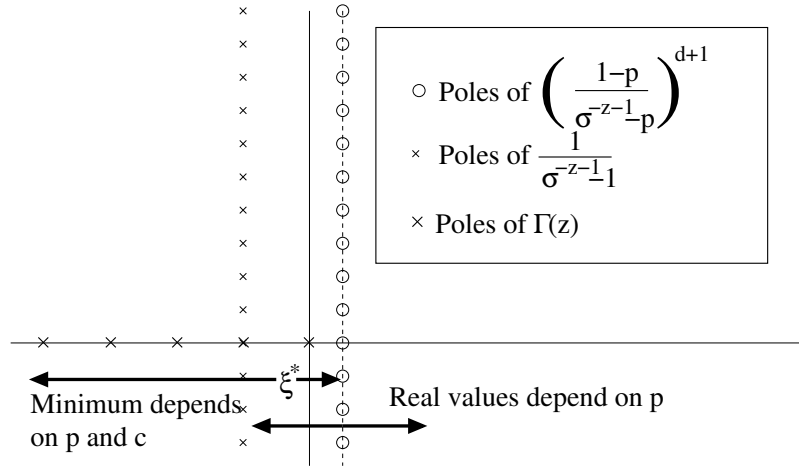 Poles of ( 1−p / σ^{−z−1}−p )^{d+1}
Poles of 1 / σ^{−z−1}−1
Poles of Γ(z)
ξ*
Minimum depends
on p and c
Real values depend on p